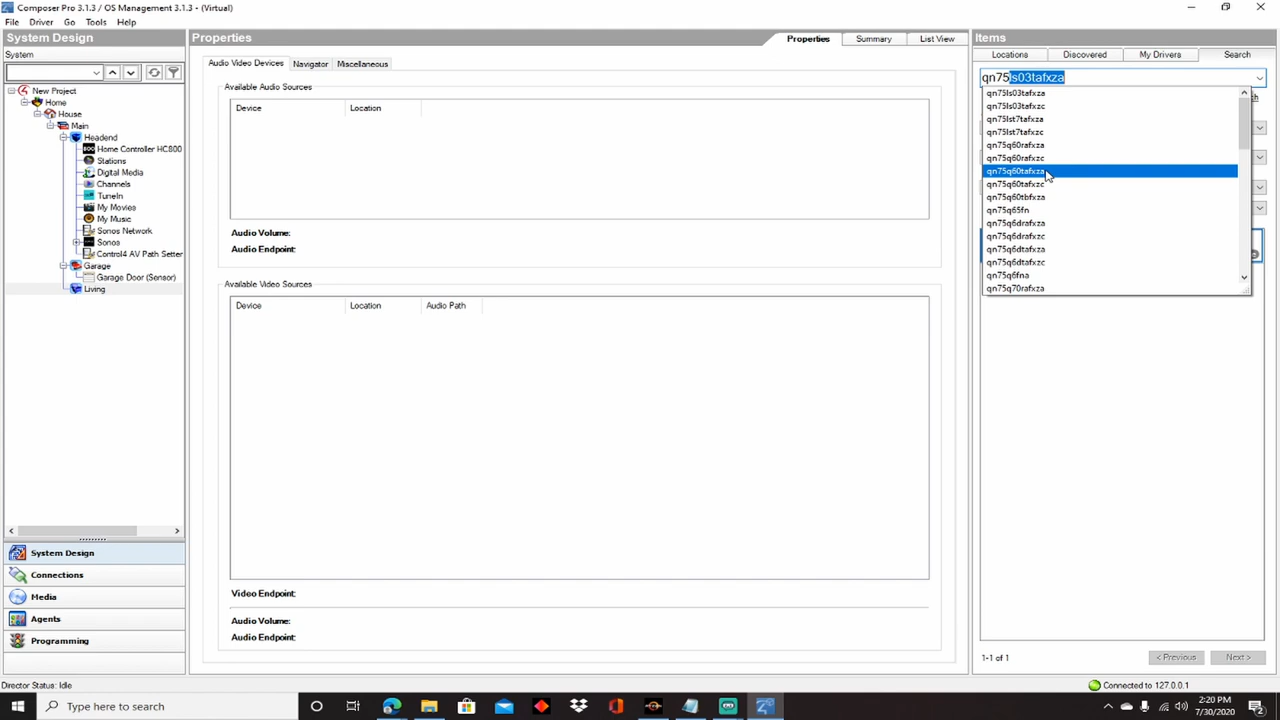 Composer Pro 3.1.3 / OS Management 3.1.3 - (Virtual)
File Driver Go Tools Help
System Design
System
New Project
Home
House
Main
Headend
Home Controller HC800
Stations
Digital Media
Channels
TuneIn
My Movies
My Music
Sonos Network
Sonos
Control4 AV Path Setter
Garage
Garage Door (Sensor)
Living
System Design
Connections
Media
Agents
Programming
Properties
Properties Summary List View
Audio Video Devices Navigator Miscellaneous
Available Audio Sources
Device Location
Audio Volume:
Audio Endpoint:
Available Video Sources
Device Location Audio Path
Video Endpoint:
Audio Volume:
Audio Endpoint:
Items
Locations Discovered My Drivers Search
qn75ls03tafxza
qn75ls03tafxza
qn75ls03tafxzc
qn75lst7tafxza
qn75lst7tafxzc
qn75q60rafxza
qn75q60rafxzc
qn75q60tafxza
qn75q60tafxzc
qn75q60tbfxza
qn75q65fn
qn75q6drafxza
qn75q6drafxzc
qn75q6dtafxza
qn75q6dtafxzc
qn75q6fna
qn75q70rafxza
1-1 of 1
< Previous Next >
Director Status: Idle
Connected to 127.0.0.1
Type here to search
2:20 PM
7/30/2020